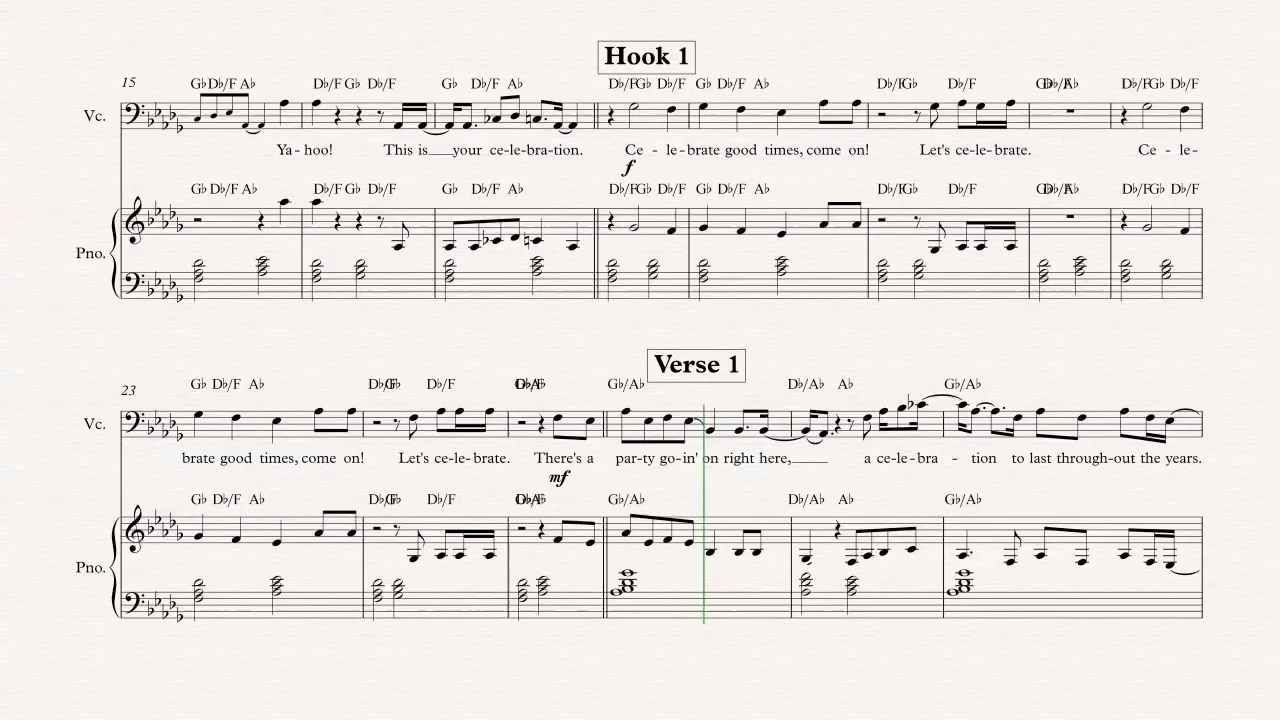 Hook 1
15 G♭ D♭/F A♭ D♭/F G♭ D♭/F G♭ D♭/F A♭ D♭/F G♭ D♭/F G♭ D♭/F A♭ D♭/F G♭ D♭/F G♭ D♭/F A♭ D♭/F G♭ D♭/F
Vc.
Ya - hoo! This is your ce-le-bra-tion. Ce - le-brate good times, come on! Let's ce-le-brate. Ce - le-
f
G♭ D♭/F A♭ D♭/F G♭ D♭/F G♭ D♭/F A♭ D♭/F G♭ D♭/F G♭ D♭/F A♭ D♭/F G♭ D♭/F G♭ D♭/F A♭ D♭/F G♭ D♭/F
Pno.
Verse 1
23 G♭ D♭/F A♭ D♭/F G♭ D♭/F G♭ D♭/F A♭ G♭/A♭ D♭/A♭ A♭ G♭/A♭
Vc.
brate good times, come on! Let's ce-le-brate. There's a par-ty go-in' on right here, a ce-le-bra - tion to last through-out the years.
mf
G♭ D♭/F A♭ D♭/F G♭ D♭/F G♭ D♭/F A♭ G♭/A♭ D♭/A♭ A♭ G♭/A♭
Pno.